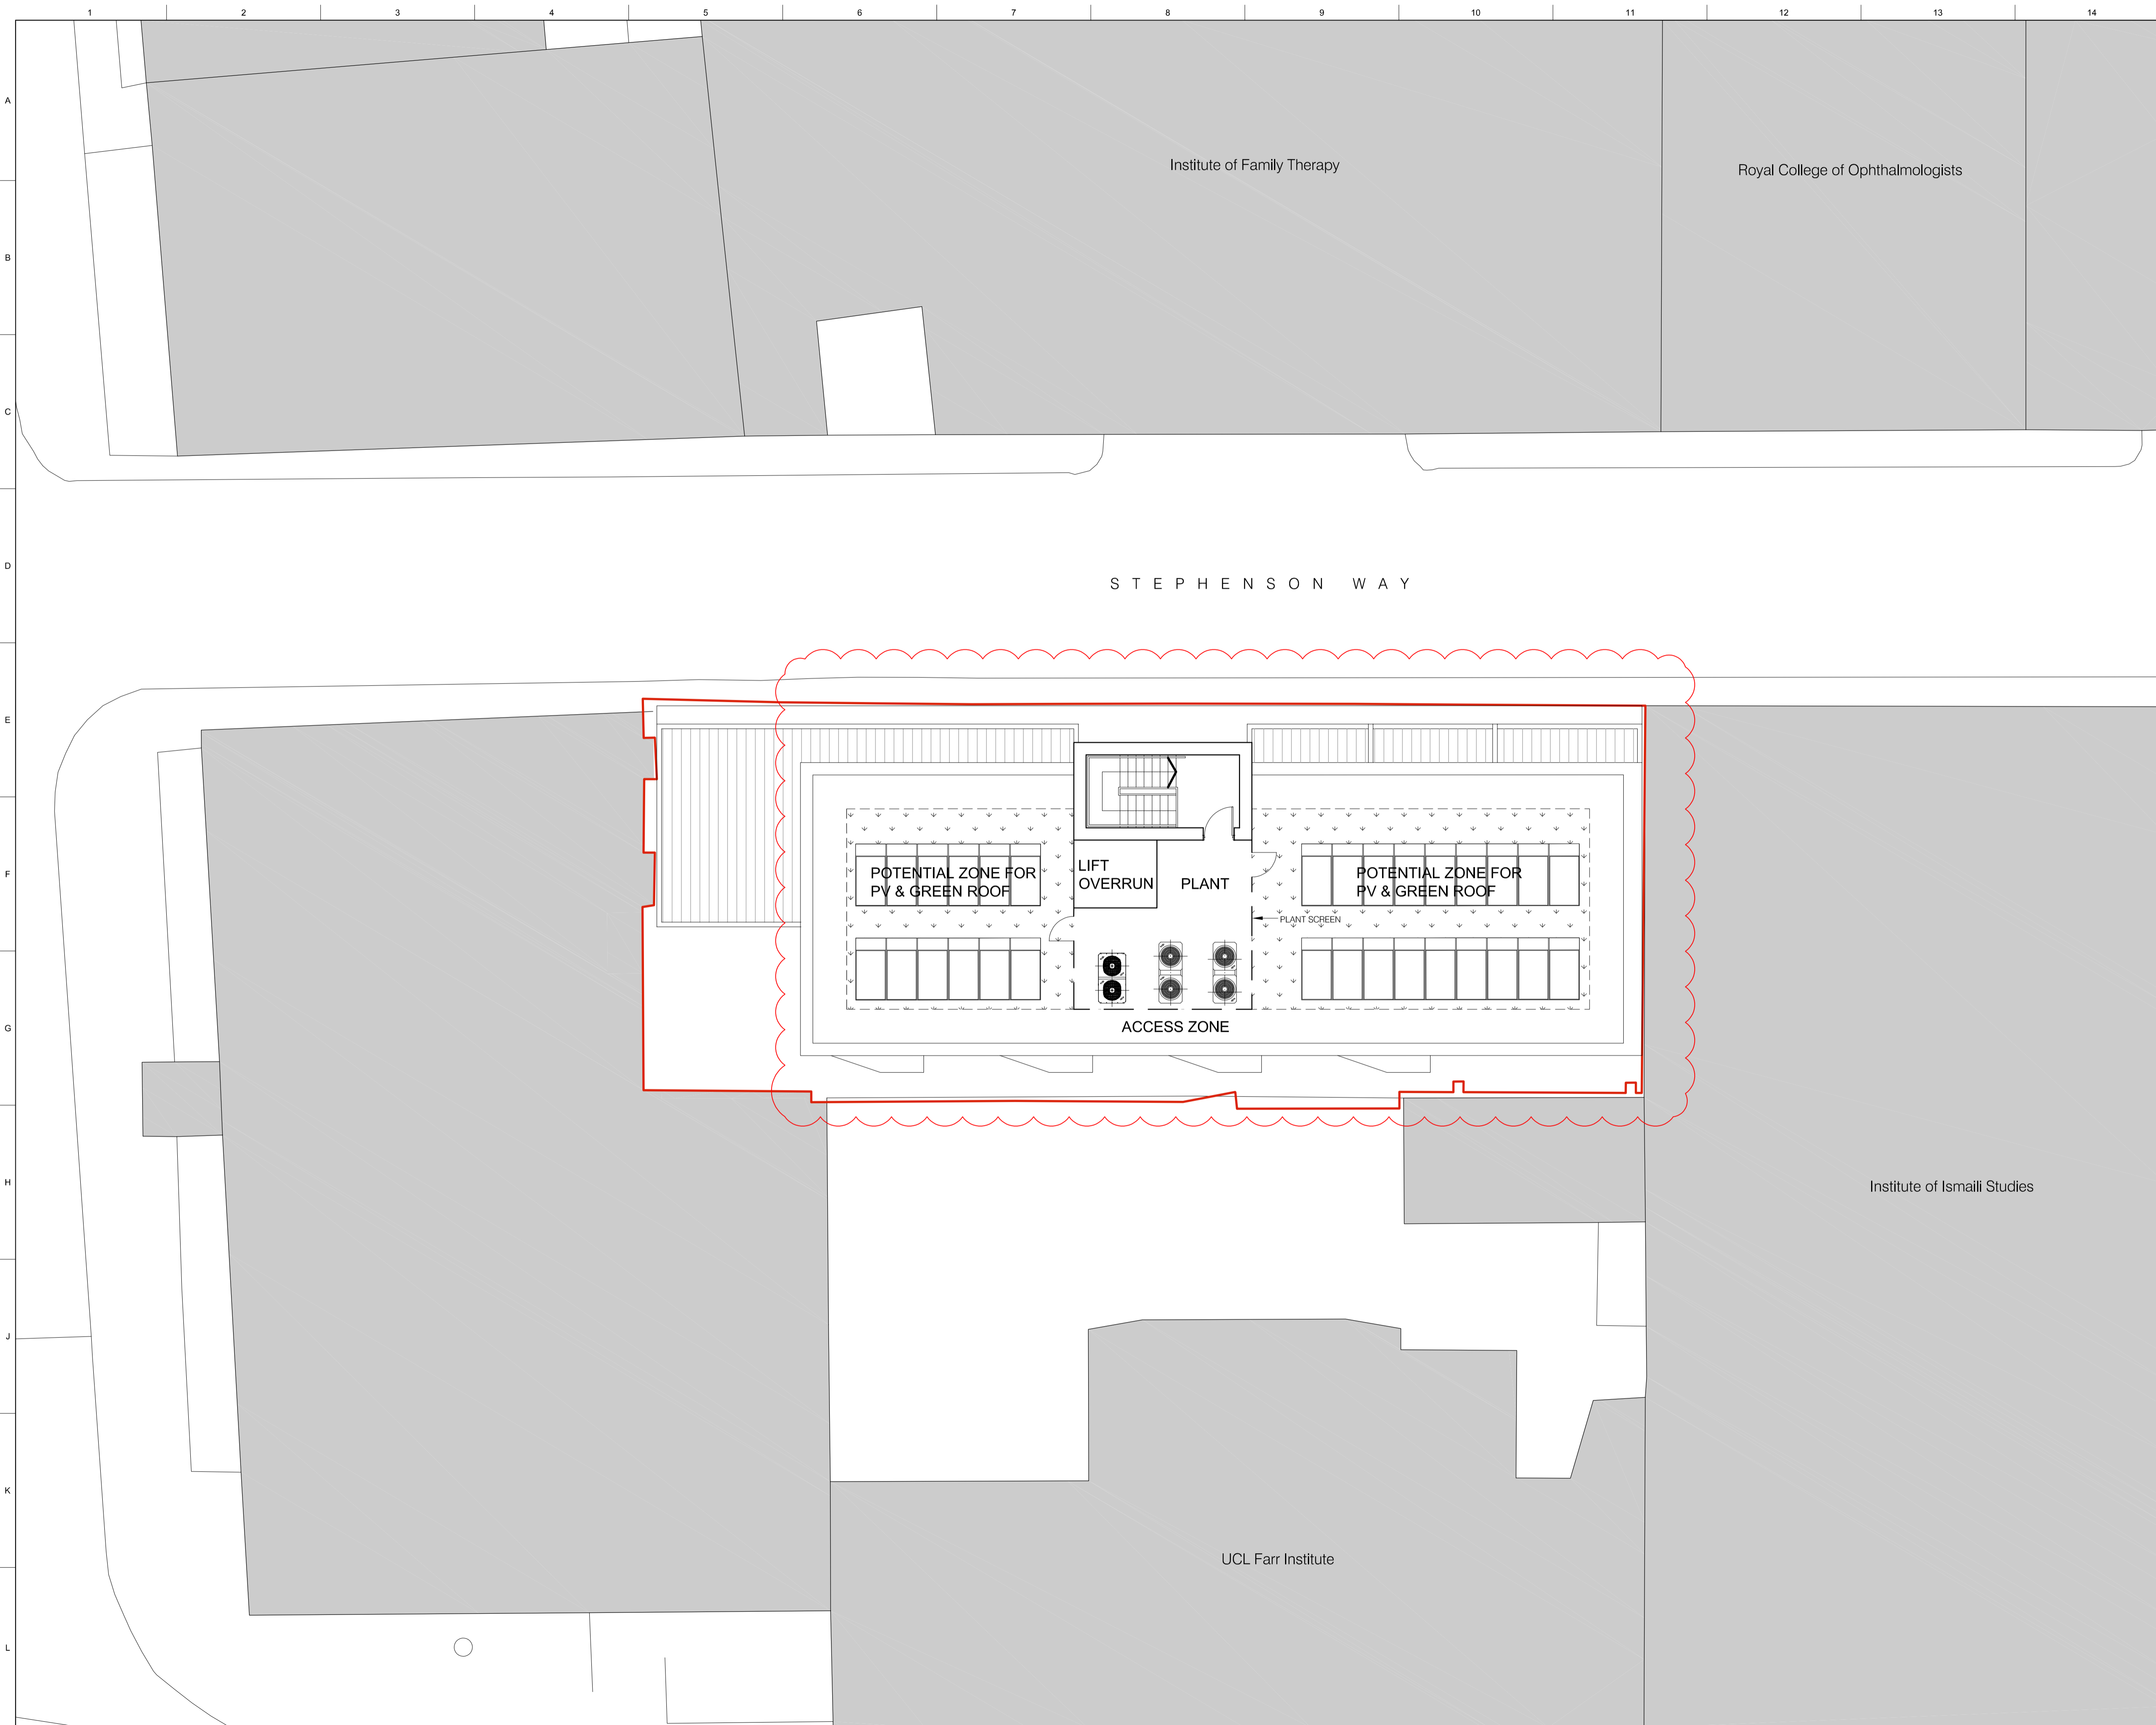 1 2 3 4 5 6 7 8 9 10 11 12 13 14
A
Institute of Family Therapy
Royal College of Ophthalmologists
B
C
D
STEPHENSON WAY
E
F
POTENTIAL ZONE FOR
PV & GREEN ROOF
LIFT
OVERRUN
PLANT
POTENTIAL ZONE FOR
PV & GREEN ROOF
PLANT SCREEN
G
ACCESS ZONE
H
Institute of Ismaili Studies
J
K
UCL Farr Institute
L